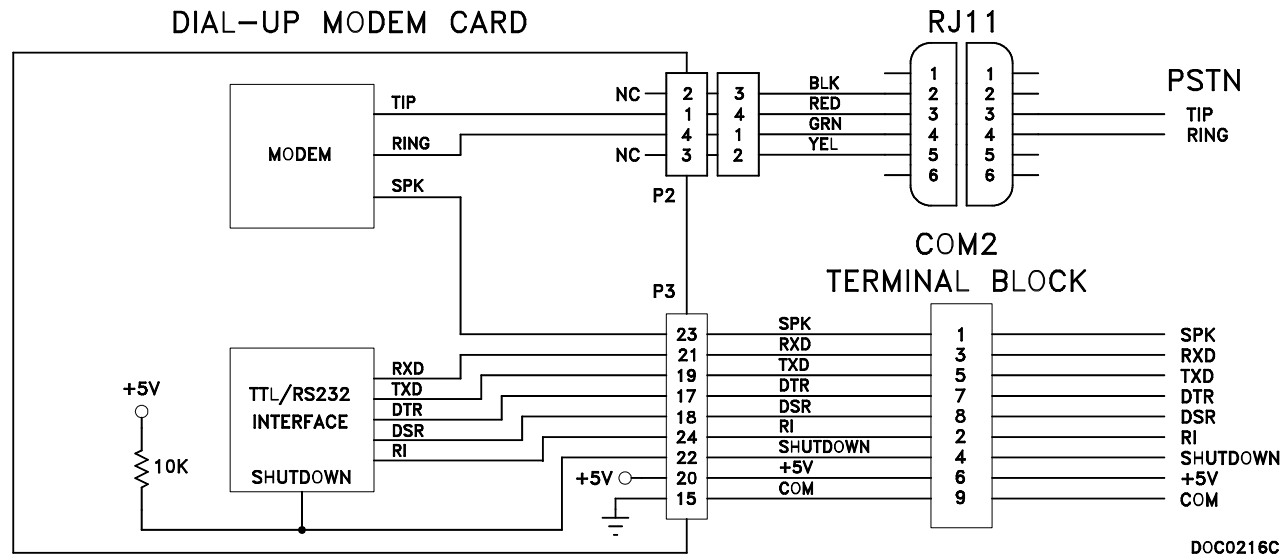 DIAL-UP MODEM CARD
RJ11
PSTN
MODEM
TIP
RING
SPK
NC
NC
2
1
4
3
P2
3
4
1
2
BLK
RED
GRN
YEL
1
2
3
4
5
6
1
2
3
4
5
6
TIP
RING
COM2
TERMINAL BLOCK
P3
TTL/RS232
INTERFACE
SHUTDOWN
+5V
10K
RXD
TXD
DTR
DSR
RI
+5V
23
21
19
17
18
24
22
20
15
SPK
RXD
TXD
DTR
DSR
RI
SHUTDOWN
+5V
COM
1
3
5
7
8
2
4
6
9
SPK
RXD
TXD
DTR
DSR
RI
SHUTDOWN
+5V
COM
DOC0216C